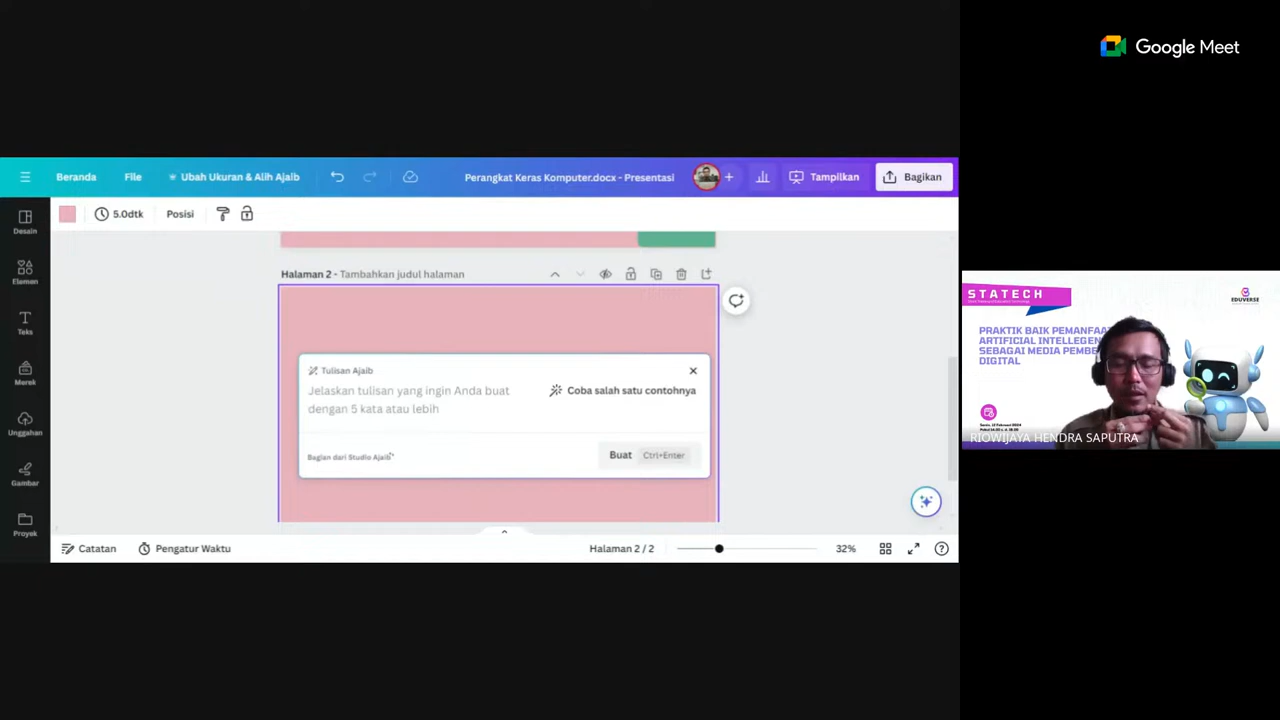 Google Meet
Beranda
File
Ubah Ukuran & Alih Ajaib
Perangkat Keras Komputer.docx - Presentasi
Tampilkan
Bagikan
5.0dtk
Posisi
Desain
Elemen
Teks
Merek
Unggahan
Gambar
Proyek
Halaman 2 - Tambahkan judul halaman
Tulisan Ajaib
Jelaskan tulisan yang ingin Anda buat
dengan 5 kata atau lebih
Coba salah satu contohnya
Bagian dari Studio Ajaib
Buat
Ctrl+Enter
Catatan
Pengatur Waktu
Halaman 2 / 2
32%
STATECH
EDUVERSE
PRAKTIK BAIK
ARTIFICIAL
SEBAGAI MEDIA
DIGITAL
RIOWIJAYA HENDRA SAPUTRA